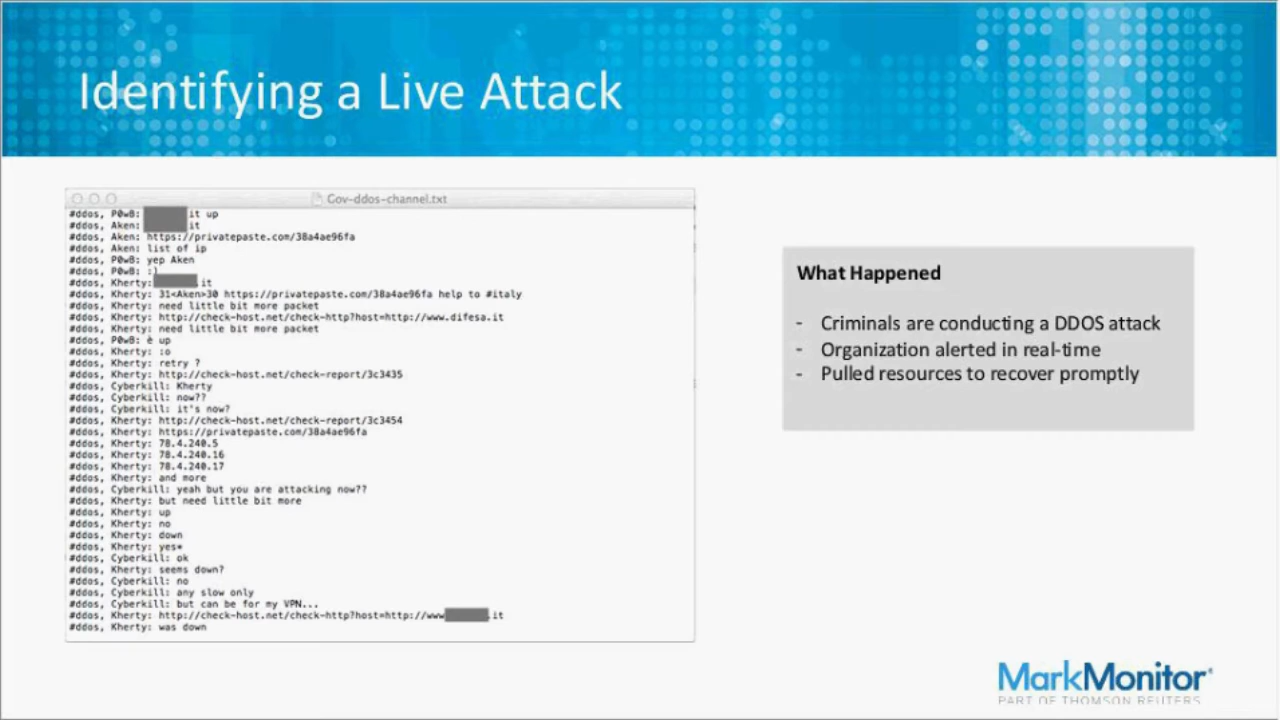 Identifying a Live Attack
Gov-ddos-channel.txt
#ddos, P0wB: it up
#ddos, Aken: it
#ddos, Aken: https://privatepaste.com/38a4ae96fa
#ddos, Aken: list of ip
#ddos, P0wB: yep Aken
#ddos, P0wB: :)
#ddos, Kherty: .it
#ddos, Kherty: 31<Aken>30 https://privatepaste.com/38a4ae96fa help to #italy
#ddos, Kherty: need little bit more packet
#ddos, Kherty: http://check-host.net/check-http?host=http://www.difesa.it
#ddos, Kherty: need little bit more packet
#ddos, P0wB: è up
#ddos, Kherty: :o
#ddos, Kherty: retry ?
#ddos, Kherty: http://check-host.net/check-report/3c3435
#ddos, Cyberkill: Kherty
#ddos, Cyberkill: now??
#ddos, Cyberkill: it's now?
#ddos, Kherty: http://check-host.net/check-report/3c3454
#ddos, Kherty: https://privatepaste.com/38a4ae96fa
#ddos, Kherty: 78.4.240.5
#ddos, Kherty: 78.4.240.16
#ddos, Kherty: 78.4.240.17
#ddos, Kherty: and more
#ddos, Cyberkill: yeah but you are attacking now??
#ddos, Kherty: but need little bit more
#ddos, Kherty: up
#ddos, Kherty: no
#ddos, Kherty: down
#ddos, Kherty: yes*
#ddos, Cyberkill: ok
#ddos, Kherty: seems down?
#ddos, Cyberkill: no
#ddos, Cyberkill: any slow only
#ddos, Cyberkill: but can be for my VPN...
#ddos, Kherty: http://check-host.net/check-http?host=http://www .it
#ddos, Kherty: was down
What Happened
- Criminals are conducting a DDOS attack
- Organization alerted in real-time
- Pulled resources to recover promptly
MarkMonitor
PART OF THOMSON REUTERS